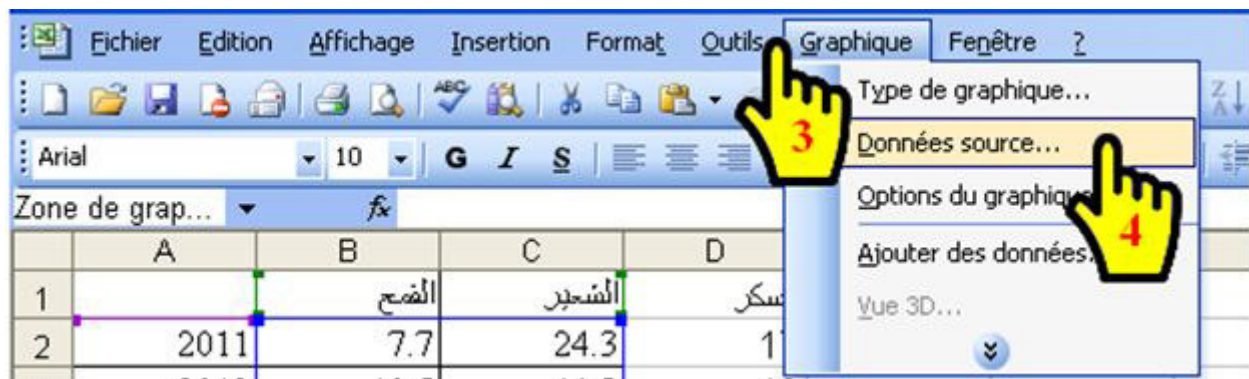 Fichier Edition Affichage Insertion Format Outils Graphique Fenêtre ?
Type de graphique...
3
Données source...
Arial 10 G I S
Options du graphique
4
Zone de grap... fx
Ajouter des données.
A B C D
Vue 3D...
1 القمح الشعير سكر
2 2011 7.7 24.3 1